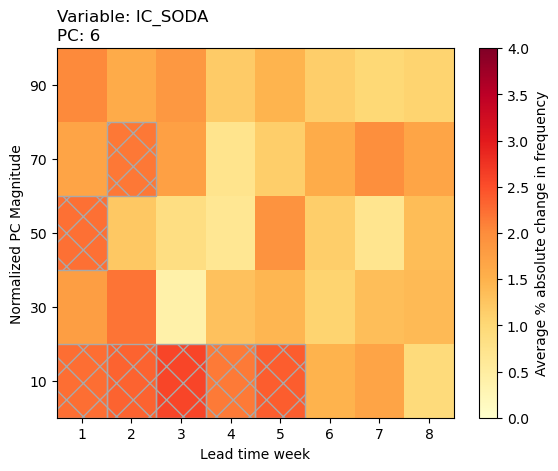 Variable: IC_SODA
PC: 6
Normalized PC Magnitude
90
70
50
30
10
1 2 3 4 5 6 7 8
Lead time week
4.0
3.5
3.0
2.5
2.0
1.5
1.0
0.5
0.0
Average % absolute change in frequency